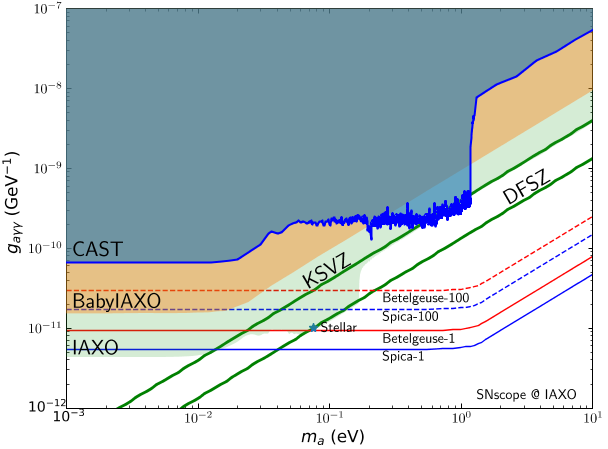 10⁻⁷
10⁻⁸
10⁻⁹
10⁻¹⁰
10⁻¹¹
10⁻¹²
g_aγγ (GeV⁻¹)
CAST
BabyIAXO
IAXO
KSVZ
DFSZ
Betelgeuse-100
Spica-100
Stellar
Betelgeuse-1
Spica-1
SNscope @ IAXO
10⁻³ 10⁻² 10⁻¹ 10⁰ 10¹
m_a (eV)